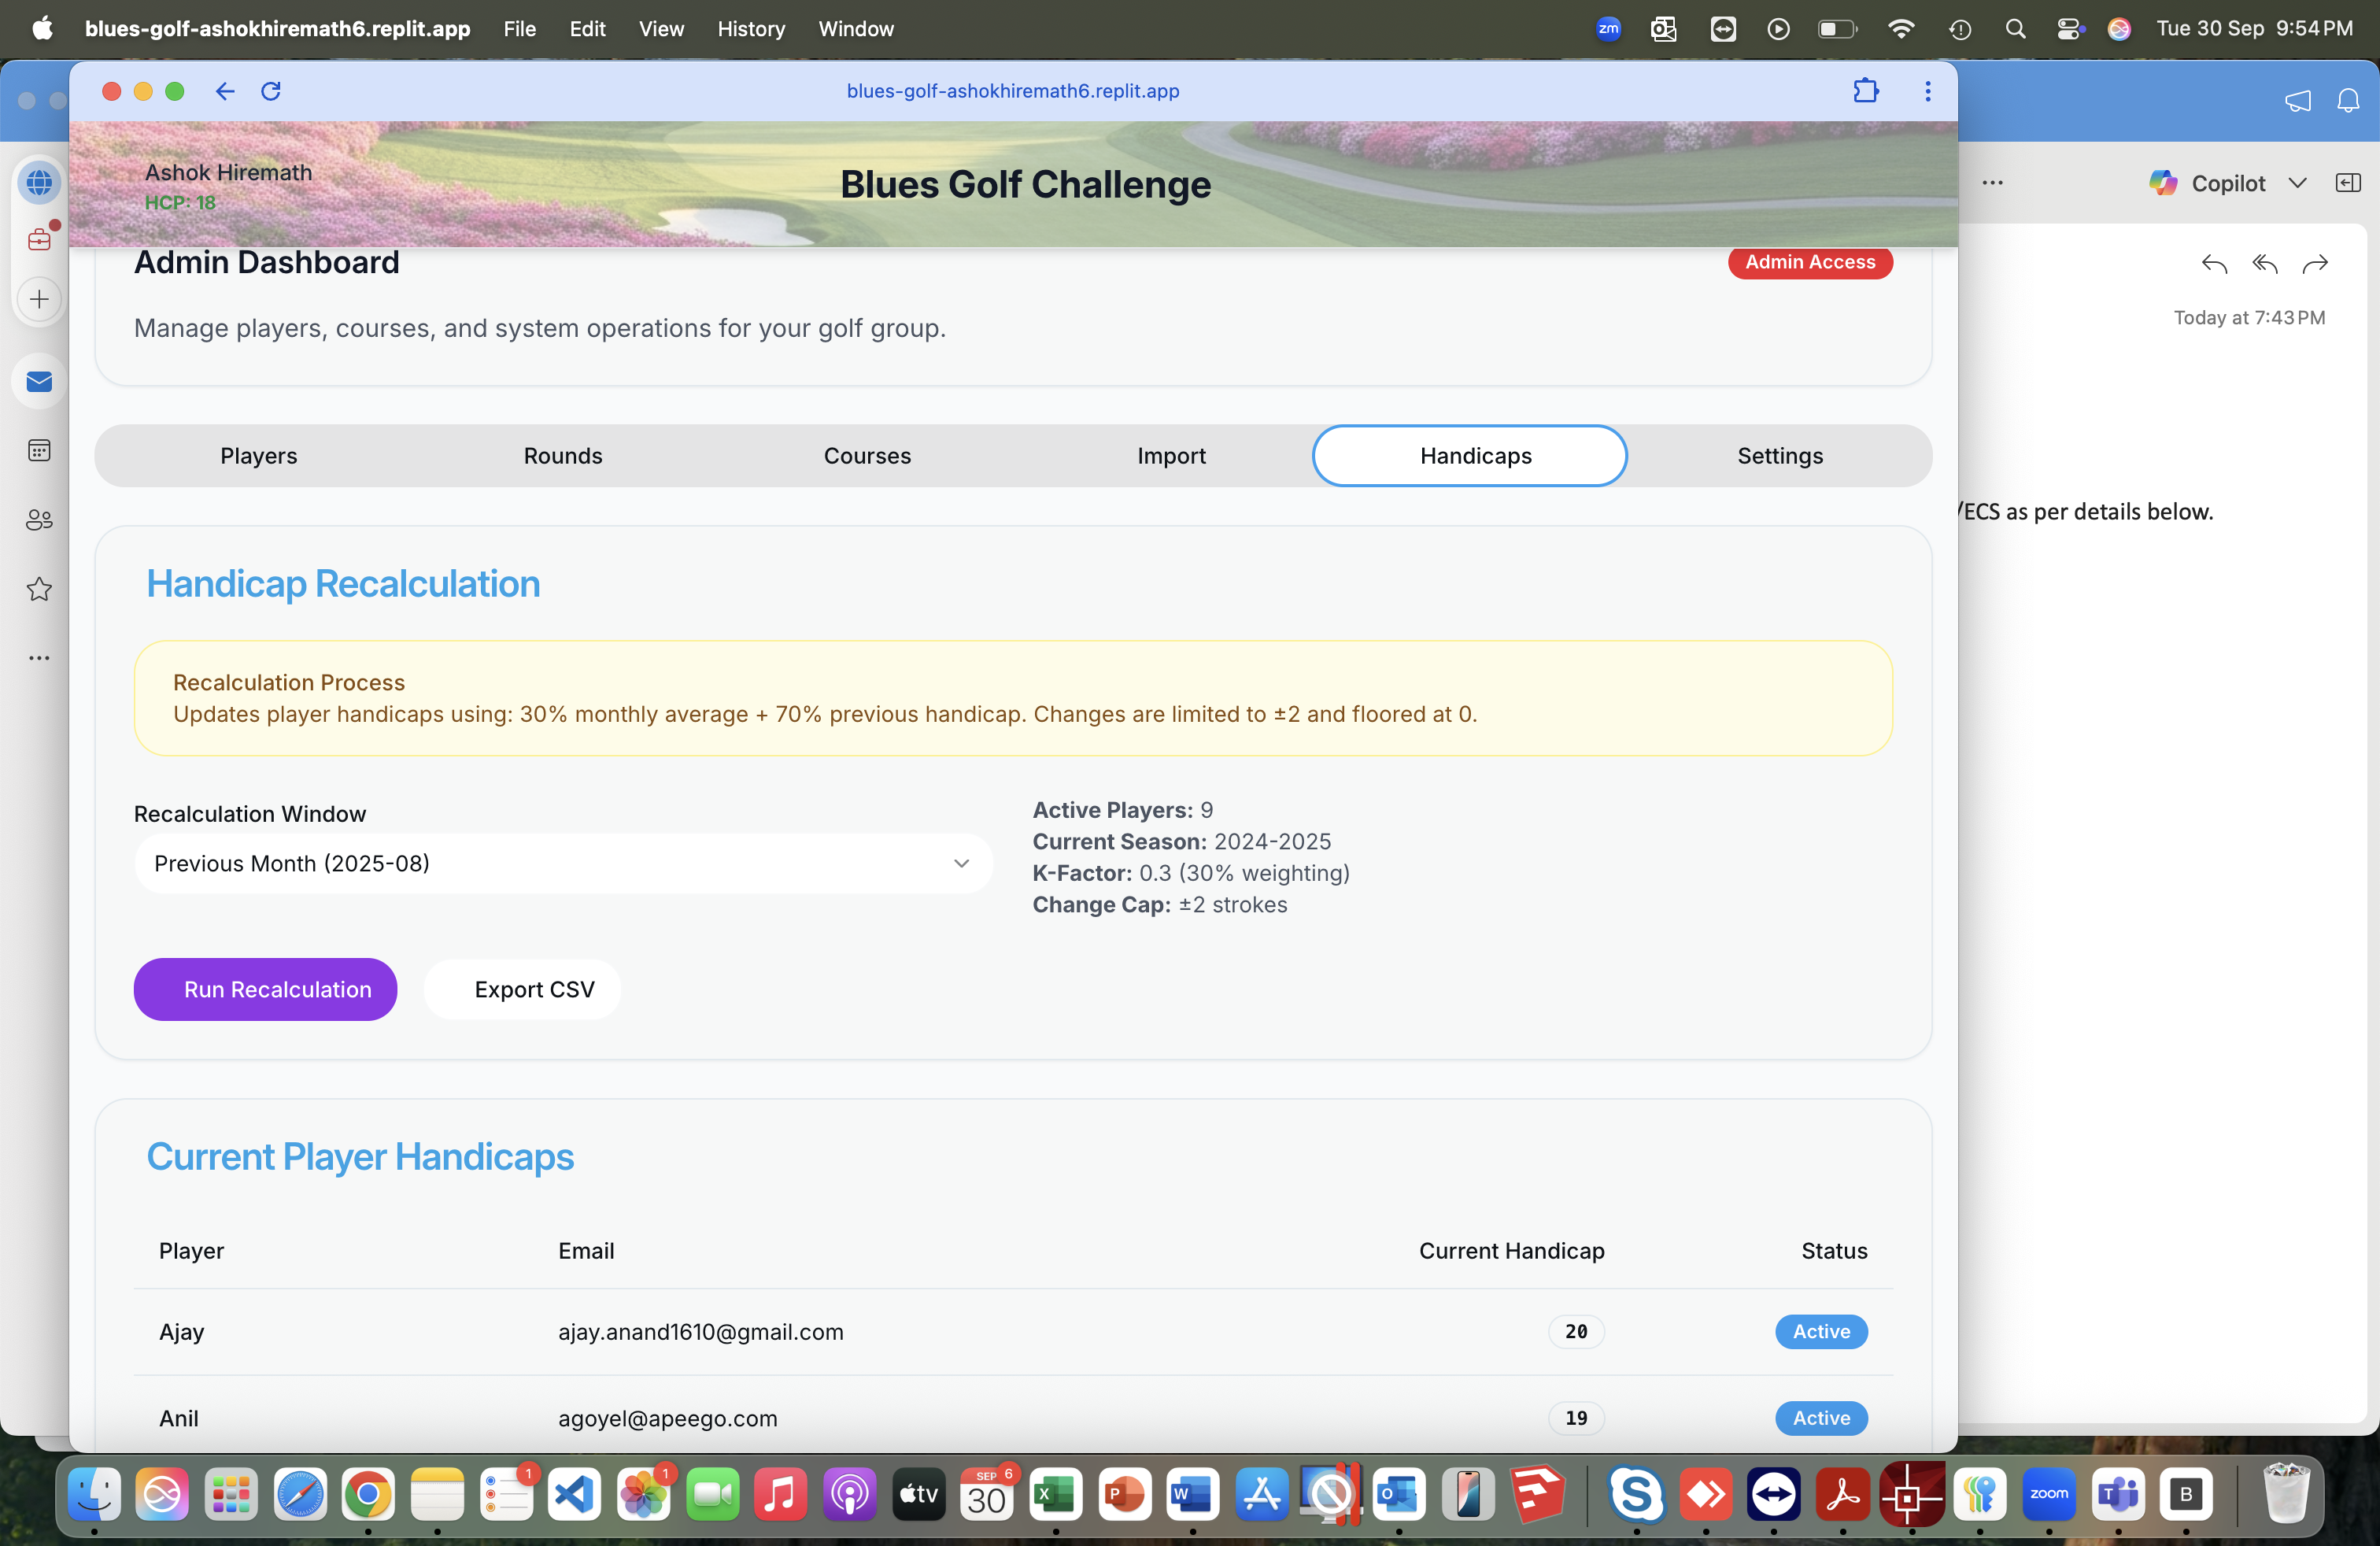 blues-golf-ashokhiremath6.replit.app File Edit View History Window
zm
Tue 30 Sep 9:54 PM
blues-golf-ashokhiremath6.replit.app
Ashok Hiremath
HCP: 18
Blues Golf Challenge
Copilot
Admin Dashboard
Admin Access
Manage players, courses, and system operations for your golf group.
Today at 7:43 PM
Players Rounds Courses Import Handicaps Settings
/ECS as per details below.
Handicap Recalculation
Recalculation Process
Updates player handicaps using: 30% monthly average + 70% previous handicap. Changes are limited to ±2 and floored at 0.
Recalculation Window
Previous Month (2025-08)
Active Players: 9
Current Season: 2024-2025
K-Factor: 0.3 (30% weighting)
Change Cap: ±2 strokes
Run Recalculation
Export CSV
Current Player Handicaps
Player Email Current Handicap Status
Ajay ajay.anand1610@gmail.com 20 Active
Anil agoyel@apeego.com 19 Active
1
1
tv
SEP 6
30
X
P
W
O
S
zoom
T
B